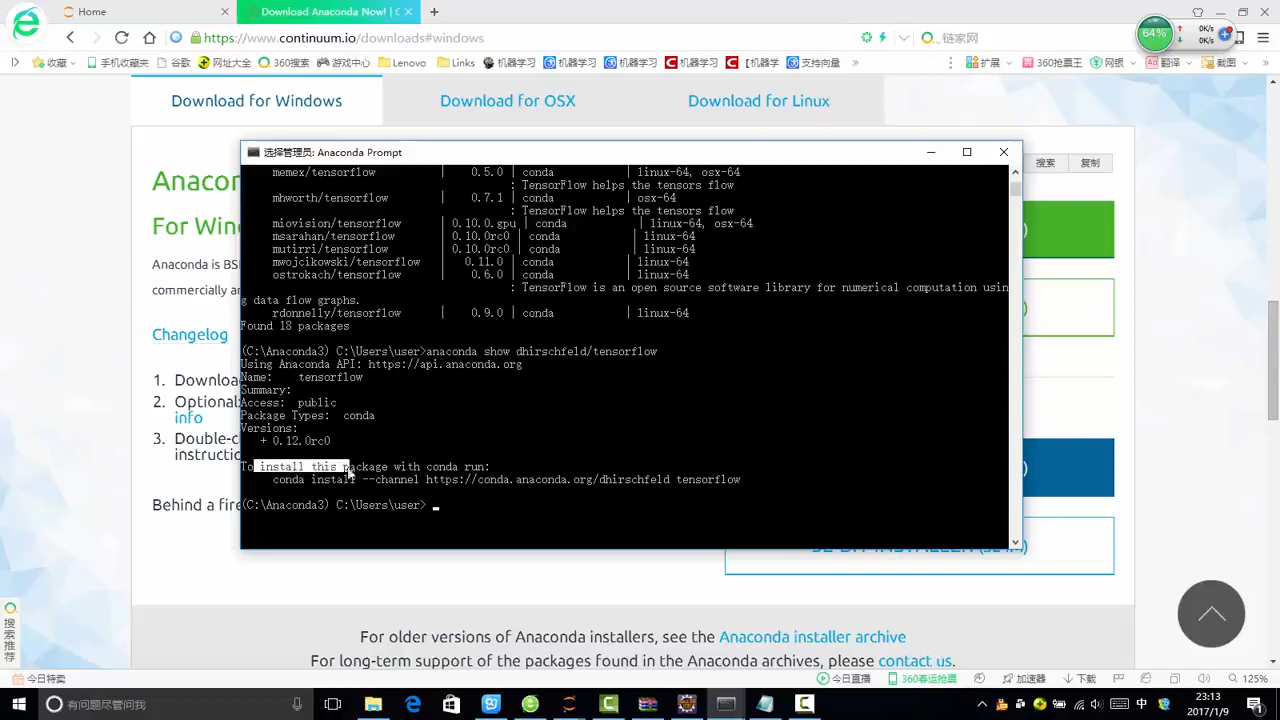 Home
Download Anaconda Now! | C
64%
0K/s
0K/s
https://www.continuum.io/downloads#windows
链家网
收藏
手机收藏夹
谷歌
网址大全
360搜索
游戏中心
Lenovo
Links
机器学习
机器学习
机器学习
机器学习
【机器学
支持向量
扩展
360抢票王
网银
翻译
截图
Download for Windows
Download for OSX
Download for Linux
搜索
复制
选择管理员: Anaconda Prompt
memex/tensorflow | 0.5.0 | conda | linux-64, osx-64
: TensorFlow helps the tensors flow
mhworth/tensorflow | 0.7.1 | conda | osx-64
: TensorFlow helps the tensors flow
miovision/tensorflow | 0.10.0.gpu | conda | linux-64, osx-64
msarahan/tensorflow | 0.10.0rc0 | conda | linux-64
mutirri/tensorflow | 0.10.0rc0 | conda | linux-64
mwojcikowski/tensorflow | 0.11.0 | conda | linux-64
ostrokach/tensorflow | 0.6.0 | conda | linux-64
: TensorFlow is an open source software library for numerical computation usin
g data flow graphs.
rdonnelly/tensorflow | 0.9.0 | conda | linux-64
Found 18 packages
(C:\Anaconda3) C:\Users\user>anaconda show dhirschfeld/tensorflow
Using Anaconda API: https://api.anaconda.org
Name: tensorflow
Summary:
Access: public
Package Types: conda
Versions:
+ 0.12.0rc0
To install this package with conda run:
conda install --channel https://conda.anaconda.org/dhirschfeld tensorflow
(C:\Anaconda3) C:\Users\user>
Anacon
For Win
Anaconda is BS
commercially a
Changelog
1. Downloa
2. Optional
info
3. Double-c
instructio
Behind a fire
For older versions of Anaconda installers, see the Anaconda installer archive
For long-term support of the packages found in the Anaconda archives, please contact us.
搜索推荐
今日特卖
今日直播
360春运抢票
加速器
下载
125%
有问题尽管问我
23:13
2017/1/9